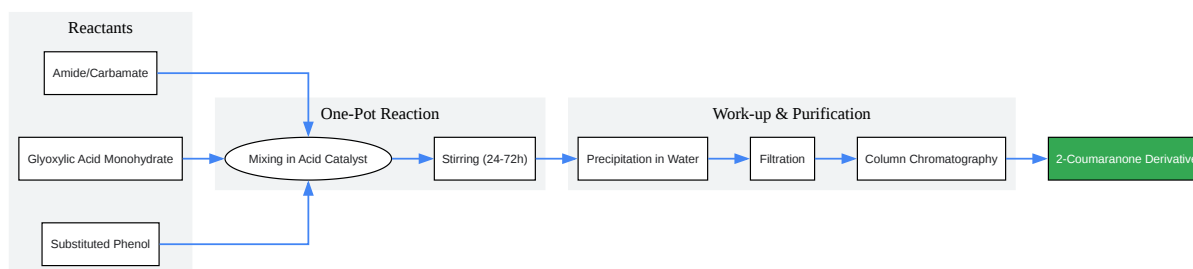 Reactants
Amide/Carbamate
Glyoxylic Acid Monohydrate
Substituted Phenol
One-Pot Reaction
Mixing in Acid Catalyst
Stirring (24-72h)
Work-up & Purification
Precipitation in Water
Filtration
Column Chromatography
2-Coumaranone Derivative